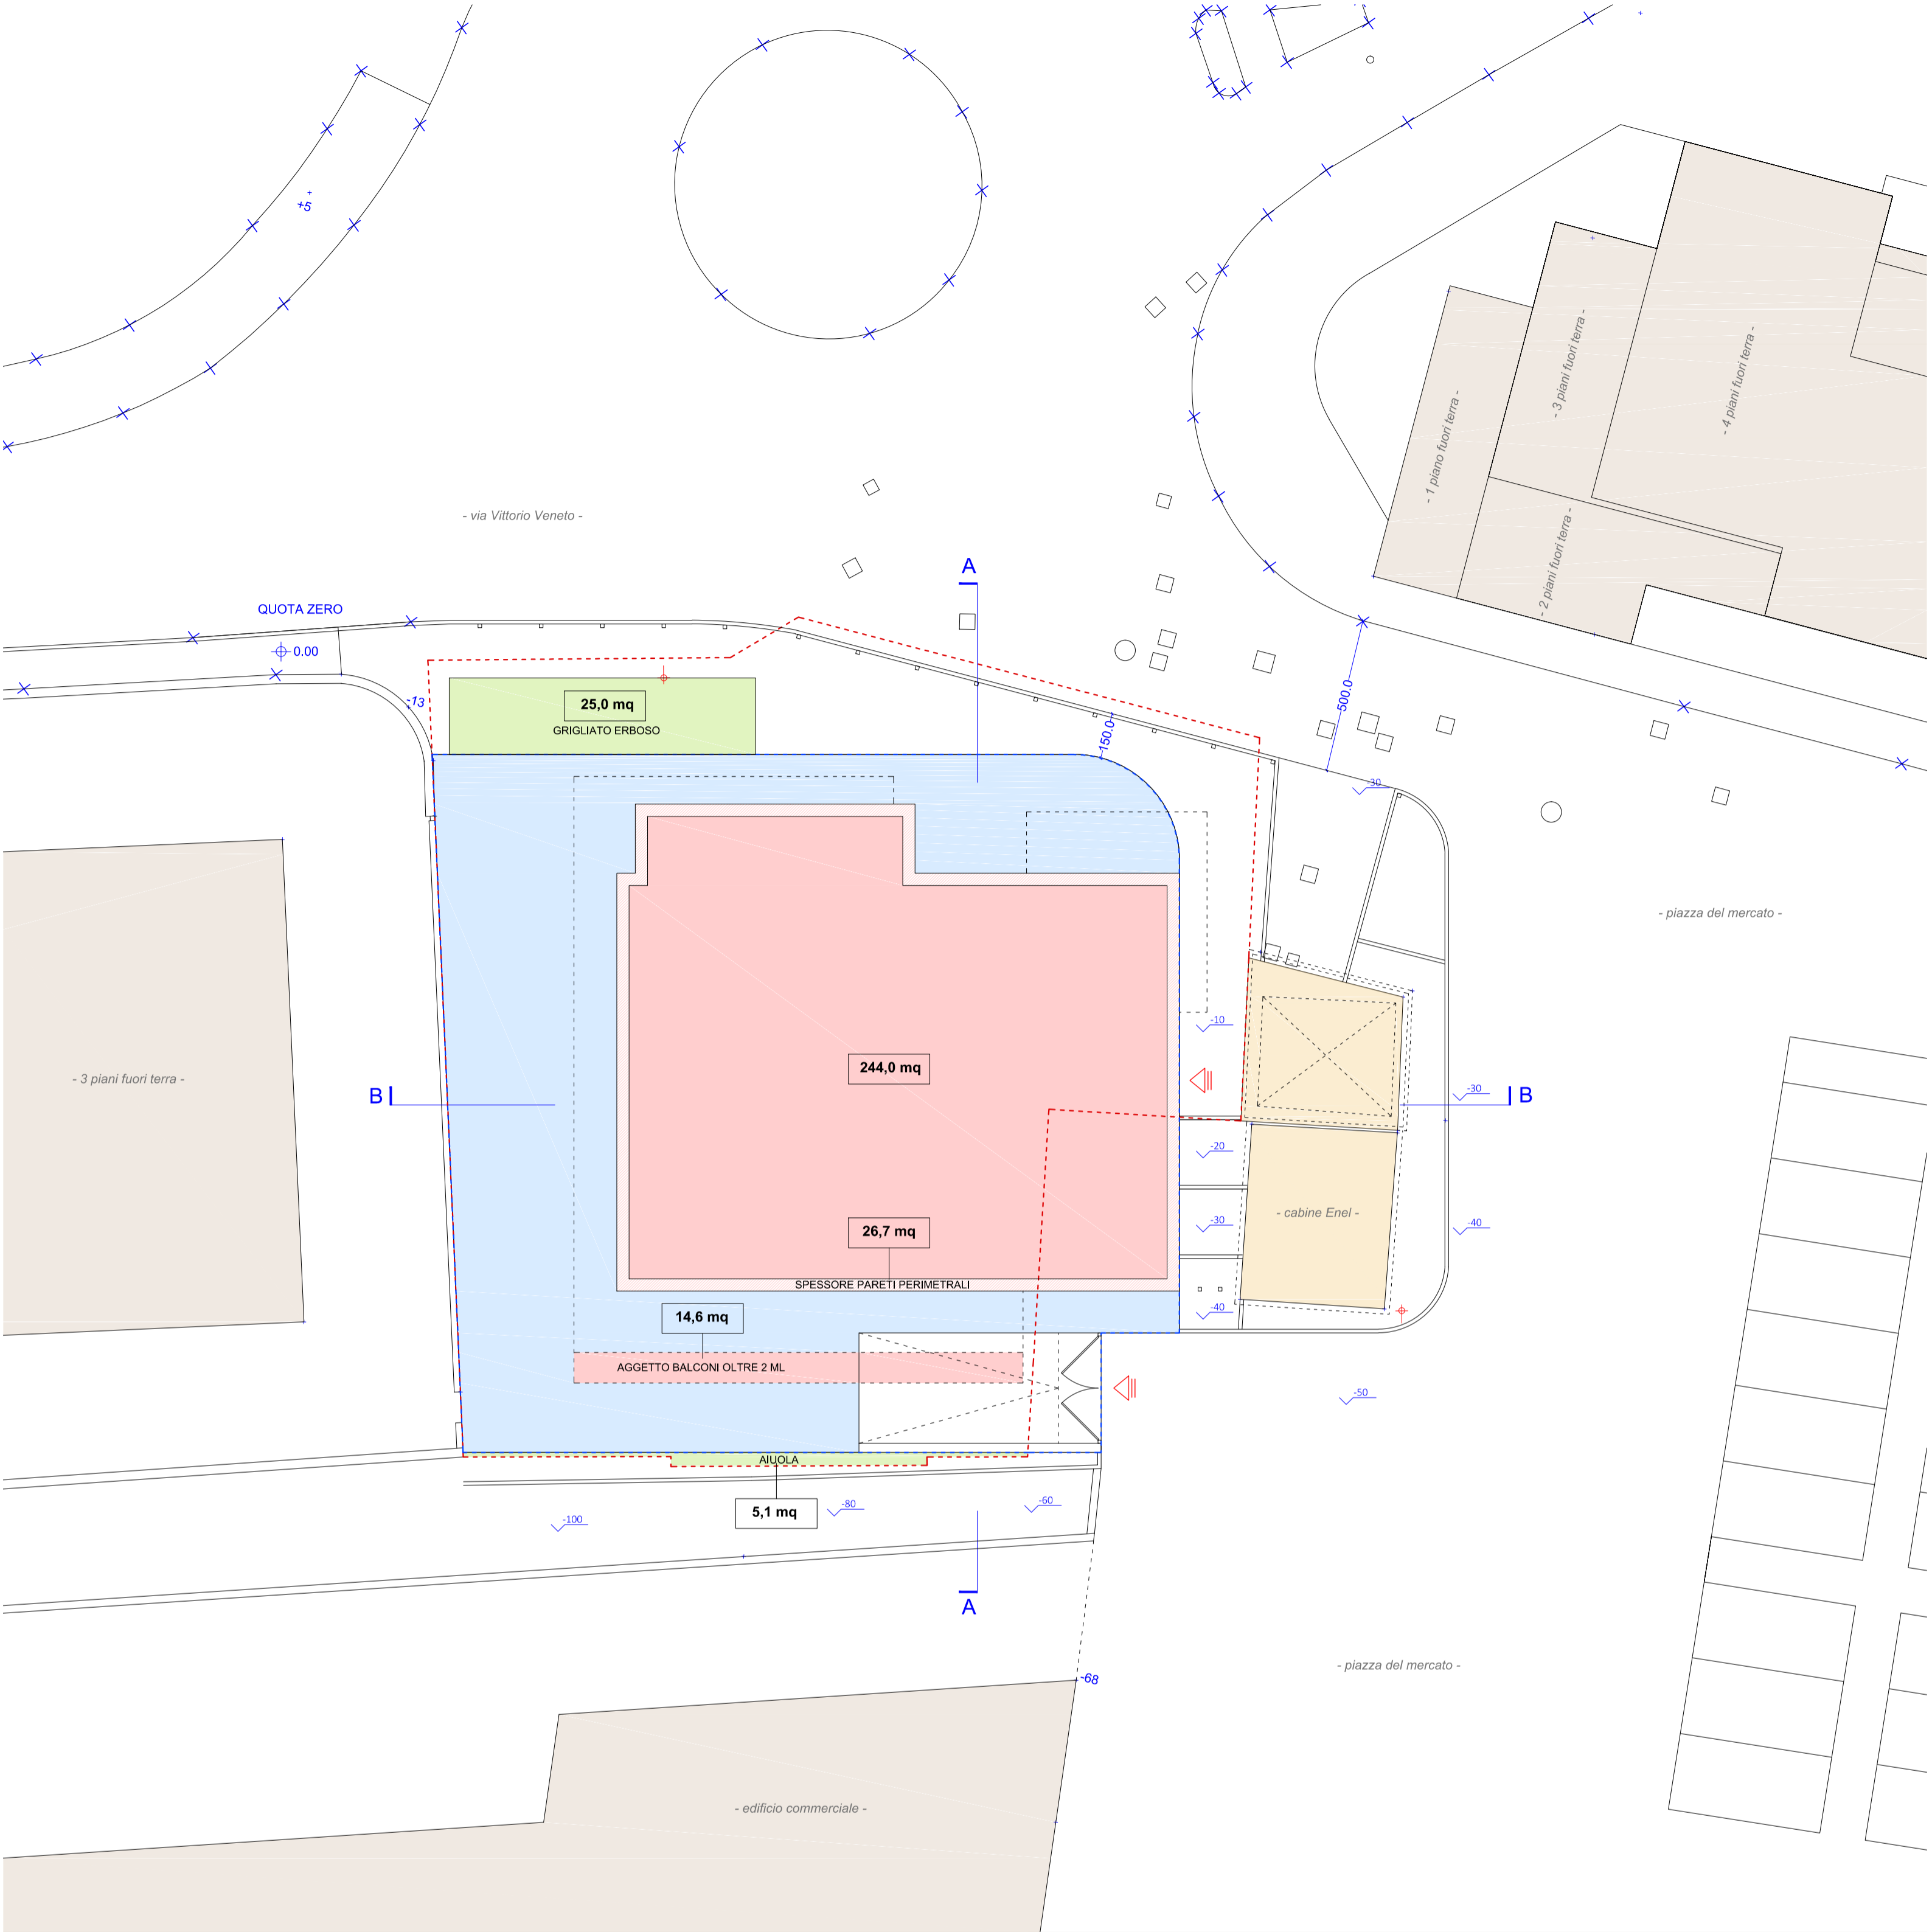 +5
- 1 piano fuori terra -
- 3 piani fuori terra -
- 4 piani fuori terra -
- 2 piani fuori terra -
- via Vittorio Veneto -
A
QUOTA ZERO
0.00
-13
25,0 mq
GRIGLIATO ERBOSO
150.0
500.0
-30
- piazza del mercato -
-10
244,0 mq
- 3 piani fuori terra -
B
-30
B
-20
- cabine Enel -
-30
-40
26,7 mq
SPESSORE PARETI PERIMETRALI
-40
14,6 mq
AGGETTO BALCONI OLTRE 2 ML
-50
AIUOLA
5,1 mq
-80
-60
-100
A
- piazza del mercato -
-68
- edificio commerciale -